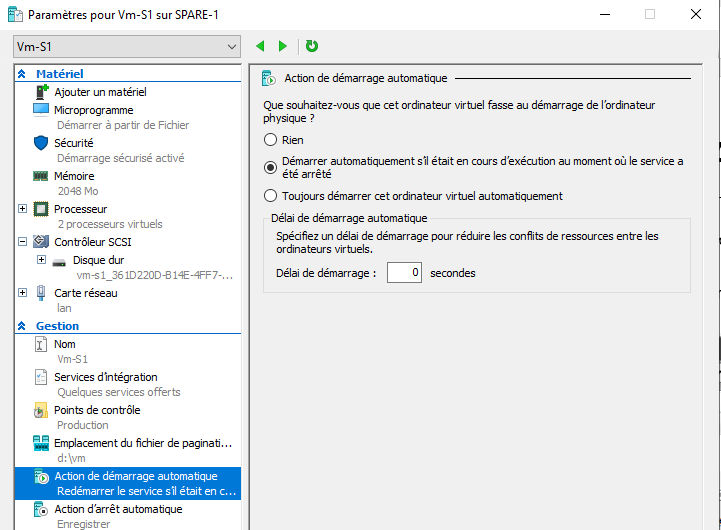 Paramètres pour Vm-S1 sur SPARE-1
Vm-S1
Matériel
Ajouter un matériel
Microprogramme
Démarrer à partir de Fichier
Sécurité
Démarrage sécurisé activé
Mémoire
2048 Mo
Processeur
2 processeurs virtuels
Contrôleur SCSI
Disque dur
vm-s1_361D220D-B14E-4FF7-...
Carte réseau
lan
Gestion
Nom
Vm-S1
Services d'intégration
Quelques services offerts
Points de contrôle
Production
Emplacement du fichier de paginati...
d:\vm
Action de démarrage automatique
Redémarrer le service s'il était en c...
Action d'arrêt automatique
Enregistrer
Action de démarrage automatique
Que souhaitez-vous que cet ordinateur virtuel fasse au démarrage de l'ordinateur
physique ?
Rien
Démarrer automatiquement s'il était en cours d'exécution au moment où le service a
été arrêté
Toujours démarrer cet ordinateur virtuel automatiquement
Délai de démarrage automatique
Spécifiez un délai de démarrage pour réduire les conflits de ressources entre les
ordinateurs virtuels.
Délai de démarrage : 0 secondes